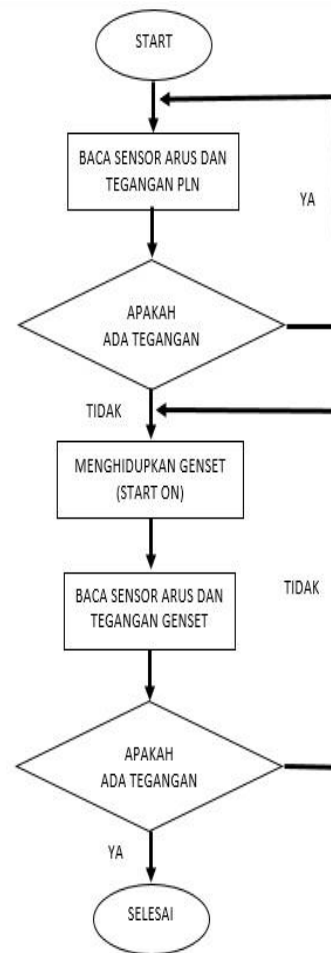 START
BACA SENSOR ARUS DAN
TEGANGAN PLN
YA
APAKAH
ADA TEGANGAN
TIDAK
MENGHIDUPKAN GENSET
(START ON)
BACA SENSOR ARUS DAN
TEGANGAN GENSET
TIDAK
APAKAH
ADA TEGANGAN
YA
SELESAI